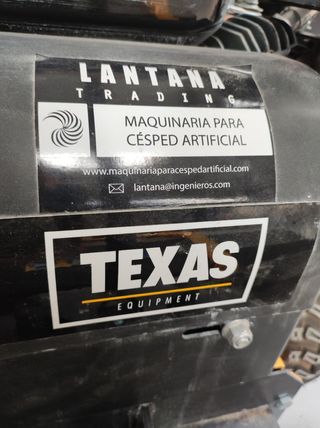 LANTANA
TRADING
MAQUINARIA PARA
CÉSPED ARTIFICIAL
www.maquinariaparacespedartificial.com
lantana@ingenieros.com
TEXAS
EQUIPMENT